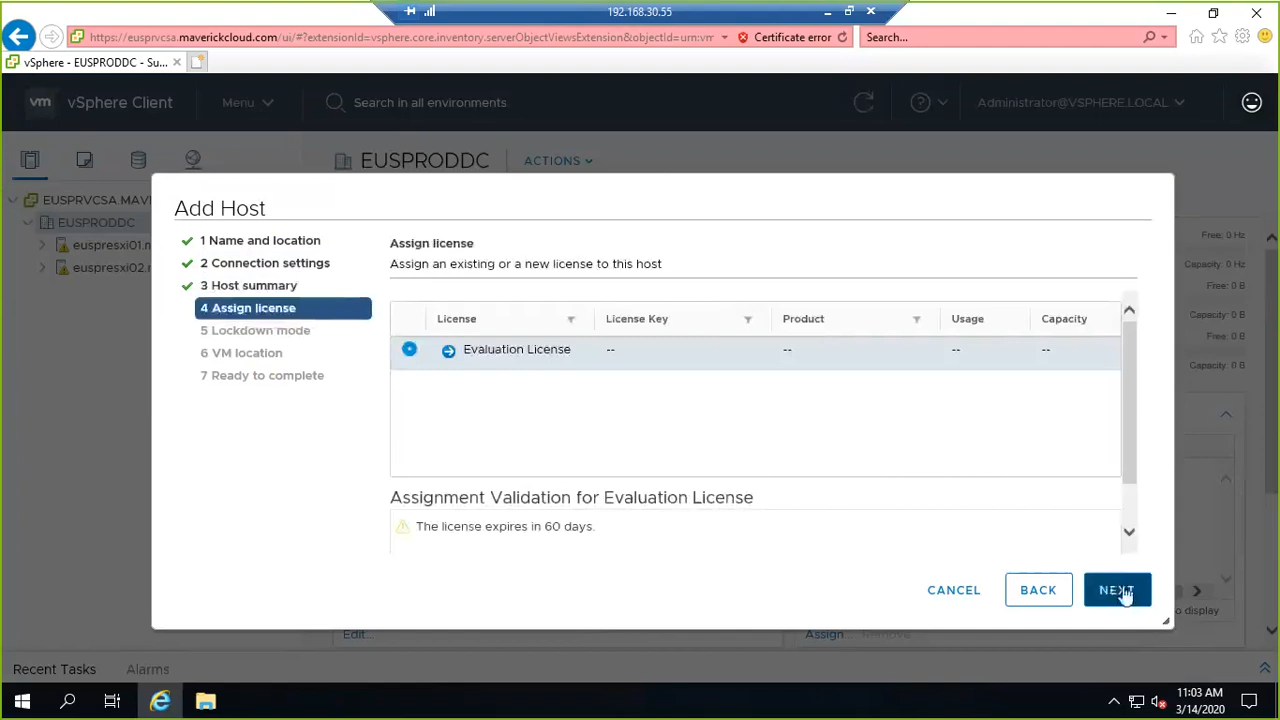 192.168.30.55
https://eusprvcsa.maverickcloud.com/ui/#?extensionId=vsphere.core.inventory.serverObjectViewsExtension&objectId=urn:vm
Certificate error
Search...
vSphere - EUSPRODDC - Su...
vm
vSphere Client
Menu
Search in all environments
Administrator@VSPHERE.LOCAL
EUSPRODDC
ACTIONS
EUSPRVCSA.MAVE
EUSPRODDC
euspresxi01.m
euspresxi02.m
Free: 0 Hz
Capacity: 0 Hz
Free: 0 B
Capacity: 0 B
Free: 0 B
Capacity: 0 B
Add Host
1 Name and location
2 Connection settings
3 Host summary
4 Assign license
5 Lockdown mode
6 VM location
7 Ready to complete
Assign license
Assign an existing or a new license to this host
License License Key Product Usage Capacity
Evaluation License -- -- -- --
Assignment Validation for Evaluation License
The license expires in 60 days.
CANCEL BACK NEXT
o display
Edit...
Assign... Remove
Recent Tasks Alarms
11:03 AM
3/14/2020